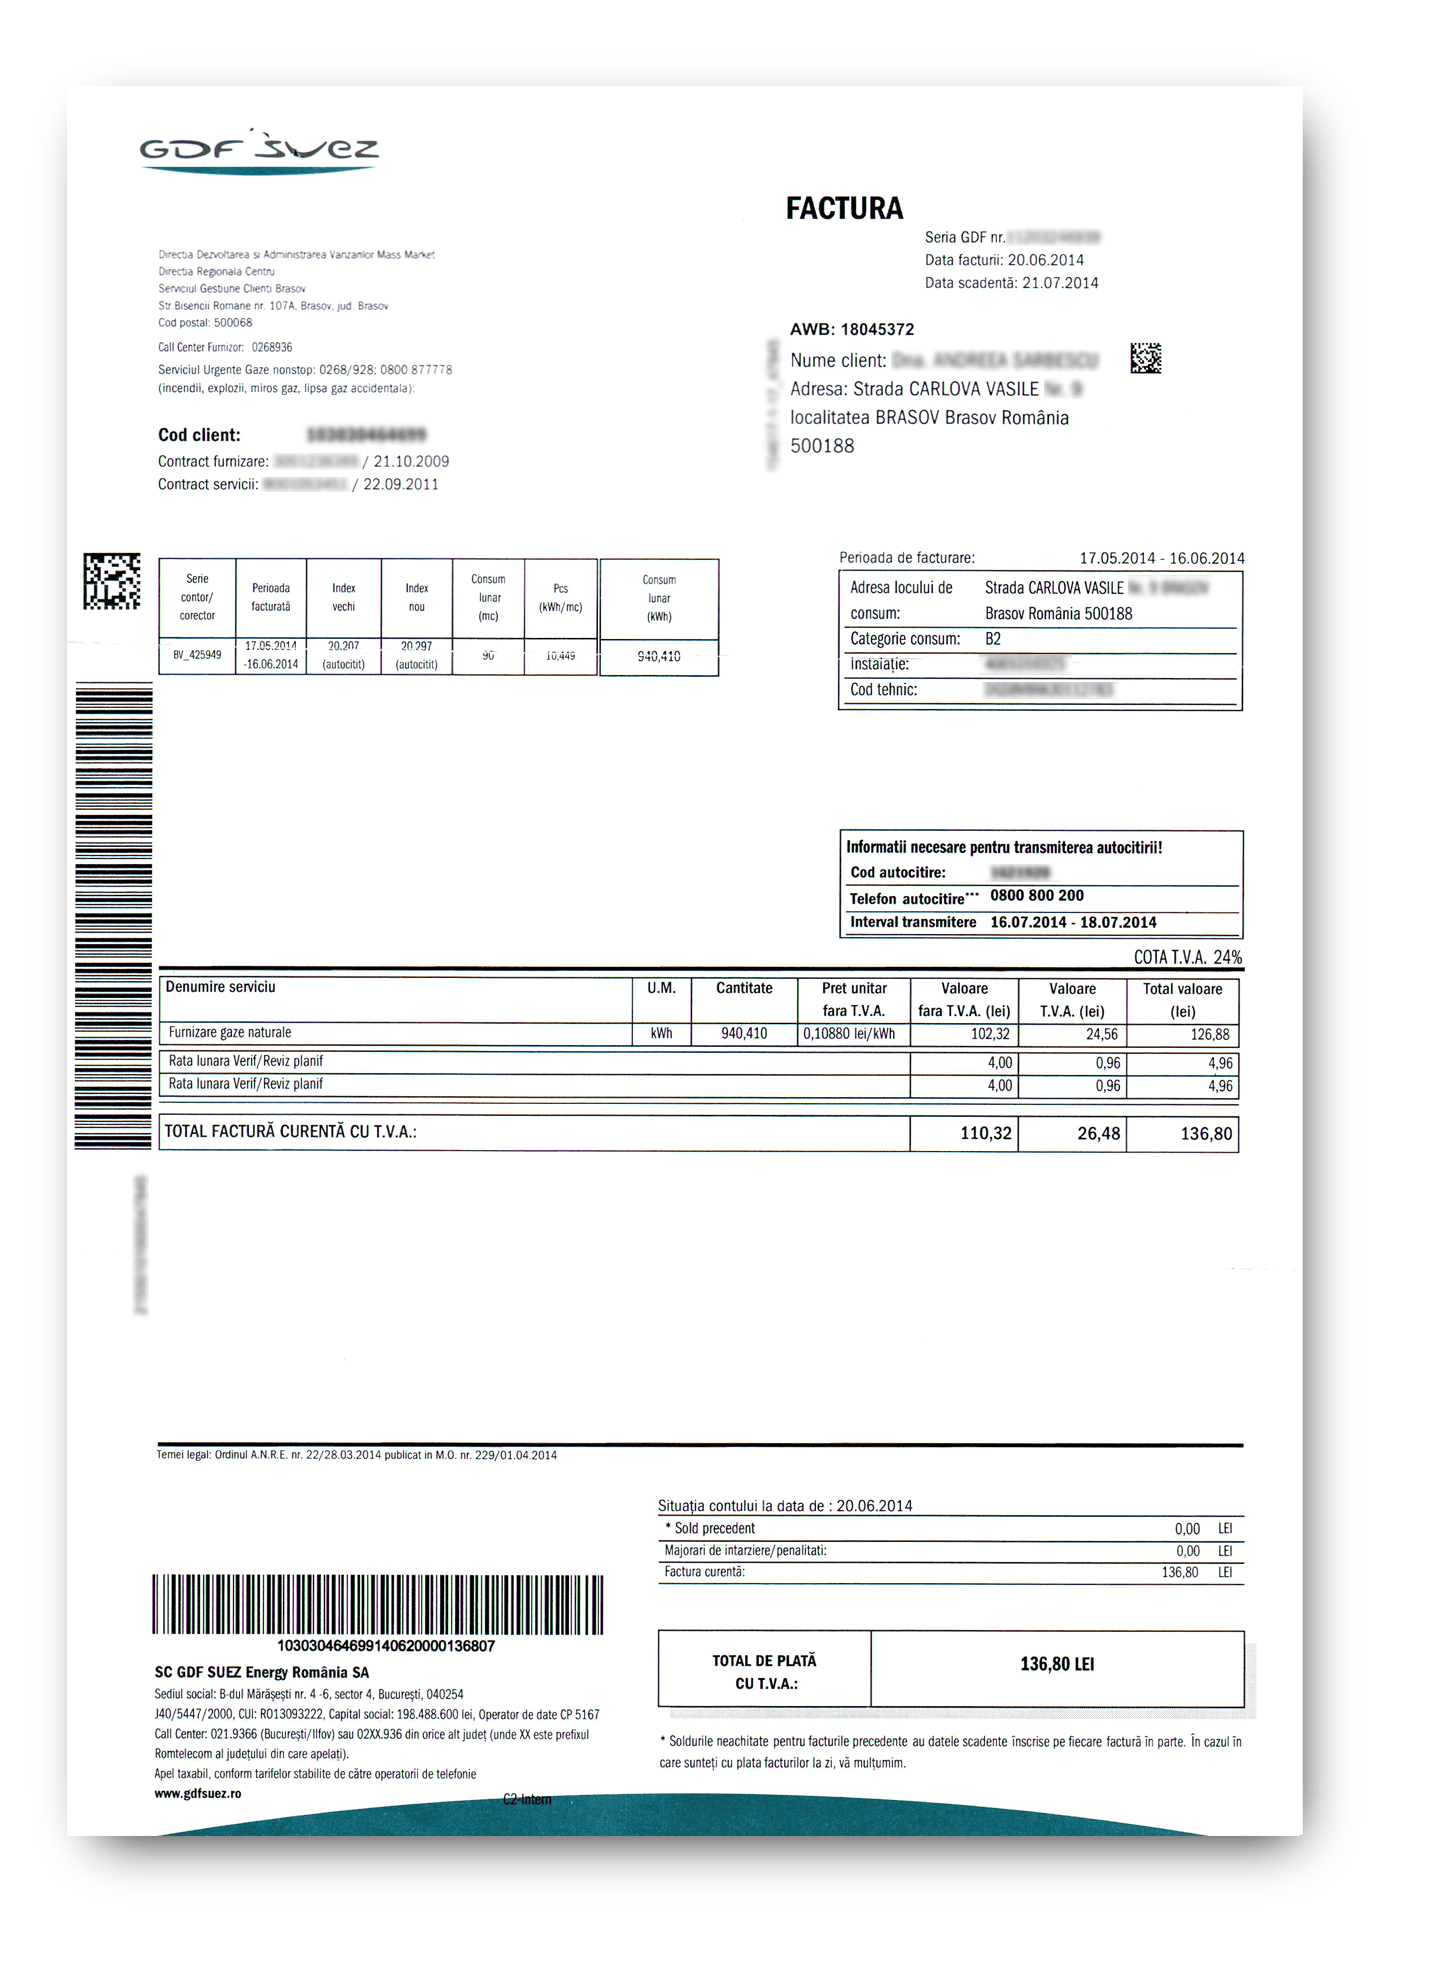 GDF SUEZ
FACTURA
Seria GDF nr.
Data facturii: 20.06.2014
Data scadentă: 21.07.2014
Directia Dezvoltarea si Administrarea Vanzarilor Mass Market
Directia Regionala Centru
Serviciul Gestiune Clienti Brasov
Str Bisericii Romane nr. 107A, Brasov, jud. Brasov
Cod postal: 500068
Call Center Furnizor: 0268936
Serviciul Urgente Gaze nonstop: 0268/928; 0800 877778
(incendii, explozii, miros gaz, lipsa gaz accidentala):
AWB: 18045372
Nume client:
Adresa: Strada CARLOVA VASILE
localitatea BRASOV Brasov România
500188
Cod client:
Contract furnizare: / 21.10.2009
Contract servicii: / 22.09.2011
Serie contor/ corector Perioada facturată Index vechi Index nou Consum lunar (mc) Pcs (kWh/mc) Consum lunar (kWh)
BV_425949 17.05.2014 -16.06.2014 20.207 (autocitit) 20.297 (autocitit) 90 10,449 940,410
Perioada de facturare: 17.05.2014 - 16.06.2014
Adresa locului de consum: Strada CARLOVA VASILE
Brasov România 500188
Categorie consum: B2
Instalație:
Cod tehnic:
Informatii necesare pentru transmiterea autocitirii!
Cod autocitire:
Telefon autocitire*** 0800 800 200
Interval transmitere 16.07.2014 - 18.07.2014
COTA T.V.A. 24%
Denumire serviciu U.M. Cantitate Pret unitar fara T.V.A. Valoare fara T.V.A. (lei) Valoare T.V.A. (lei) Total valoare (lei)
Furnizare gaze naturale kWh 940,410 0,10880 lei/kWh 102,32 24,56 126,88
Rata lunara Verif/Reviz planif 4,00 0,96 4,96
Rata lunara Verif/Reviz planif 4,00 0,96 4,96
TOTAL FACTURĂ CURENTĂ CU T.V.A.: 110,32 26,48 136,80
Temei legal: Ordinul A.N.R.E. nr. 22/28.03.2014 publicat in M.O. nr. 229/01.04.2014
Situația contului la data de : 20.06.2014
* Sold precedent 0,00 LEI
Majorari de intarziere/penalitati: 0,00 LEI
Factura curentă: 136,80 LEI
TOTAL DE PLATĂ CU T.V.A.: 136,80 LEI
* Soldurile neachitate pentru facturile precedente au datele scadente înscrise pe fiecare factură în parte. În cazul în
care sunteți cu plata facturilor la zi, vă mulțumim.
103030464699140620000136807
SC GDF SUEZ Energy România SA
Sediul social: B-dul Mărășești nr. 4 -6, sector 4, București, 040254
J40/5447/2000, CUI: RO13093222, Capital social: 198.488.600 lei, Operator de date CP 5167
Call Center: 021.9366 (București/Ilfov) sau 02XX.936 din orice alt județ (unde XX este prefixul
Romtelecom al județului din care apelați).
Apel taxabil, conform tarifelor stabilite de către operatorii de telefonie
www.gdfsuez.ro
C2-Intern